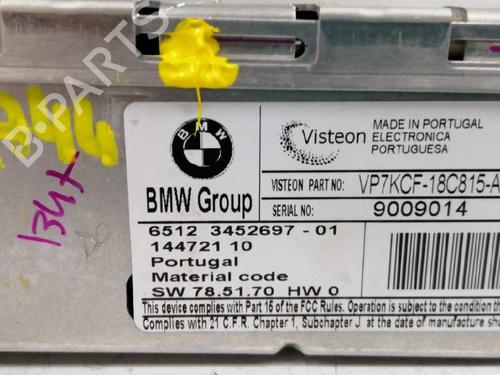 BMW
BMW Group
Visteon
MADE IN PORTUGAL
ELECTRONICA
PORTUGUESA
VISTEON PART NO: VP7KCF-18C815-A
SERIAL NO: 9009014
6512 3452697 - 01
144721 10
Portugal
Material code
SW 78.51.70 HW 0
This device complies with Part 15 of the FCC Rules. Operation is subject to the condition tha
Complies with 21 C.F.R. Chapter 1, Subchapter J at date of manufacture.
B-PARTS
134x